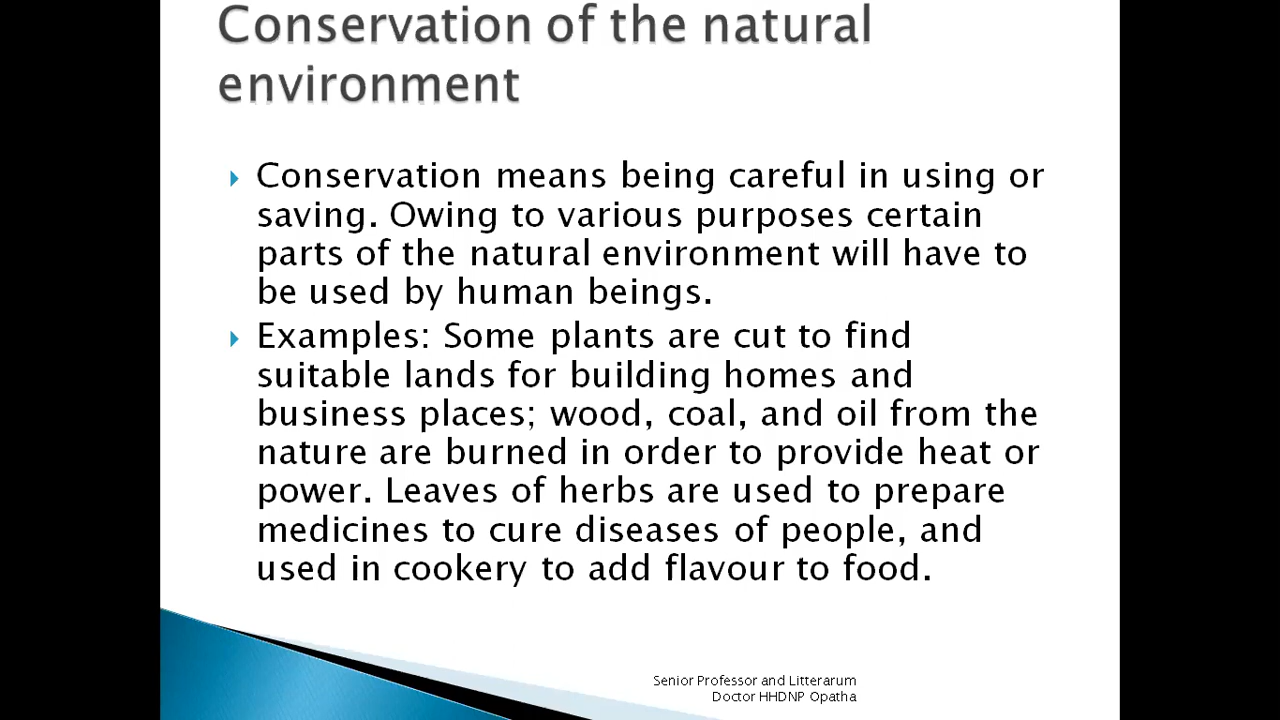 Conservation of the natural
environment
Conservation means being careful in using or
saving. Owing to various purposes certain
parts of the natural environment will have to
be used by human beings.
Examples: Some plants are cut to find
suitable lands for building homes and
business places; wood, coal, and oil from the
nature are burned in order to provide heat or
power. Leaves of herbs are used to prepare
medicines to cure diseases of people, and
used in cookery to add flavour to food.
Senior Professor and Litterarum
Doctor HHDNP Opatha